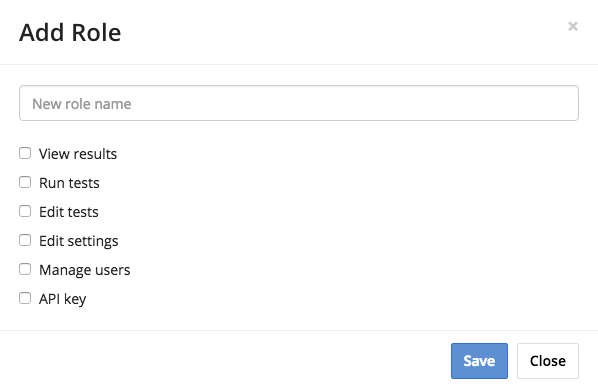 Add Role
×
New role name
View results
Run tests
Edit tests
Edit settings
Manage users
API key
Save
Close